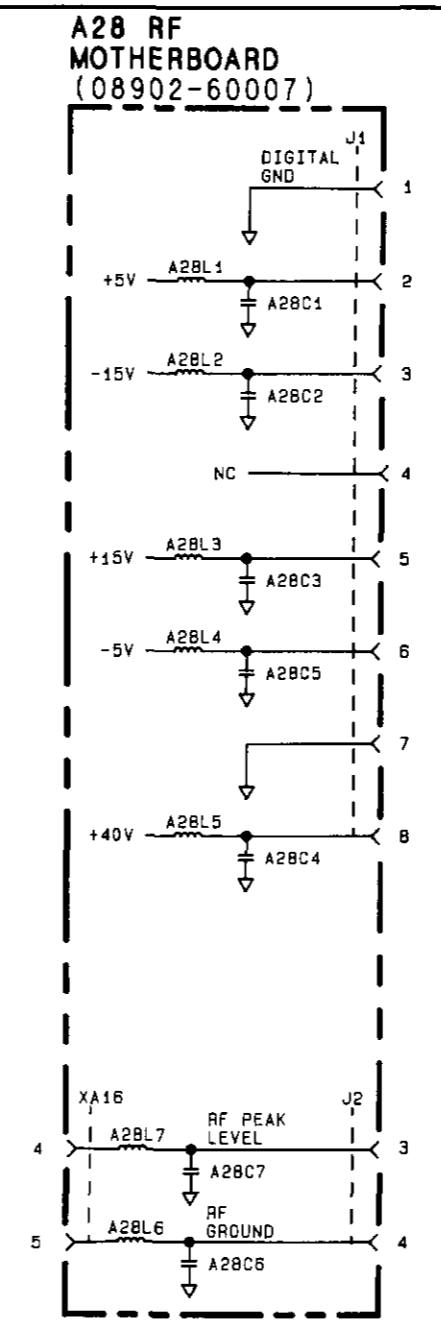 A28 RF
MOTHERBOARD
(08902-60007)
J1
DIGITAL
GND
1
+5V A28L1 2
A28C1
-15V A28L2 3
A28C2
NC 4
+15V A28L3 5
A28C3
-5V A28L4 6
A28C5
7
+40V A28L5 8
A28C4
XA16 J2
4 A28L7 RF PEAK
LEVEL 3
A28C7
5 A28L6 RF
GROUND 4
A28C6